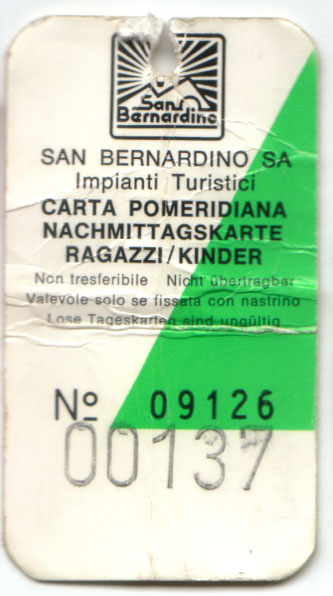 San
Bernardino
SAN BERNARDINO SA
Impianti Turistici
CARTA POMERIDIANA
NACHMITTAGSKARTE
RAGAZZI/KINDER
Non tresferibile Nicht übertragbar
Valevole solo se fissata con nastrino
Lose Tageskarten sind ungültig
Nº 09126
00137